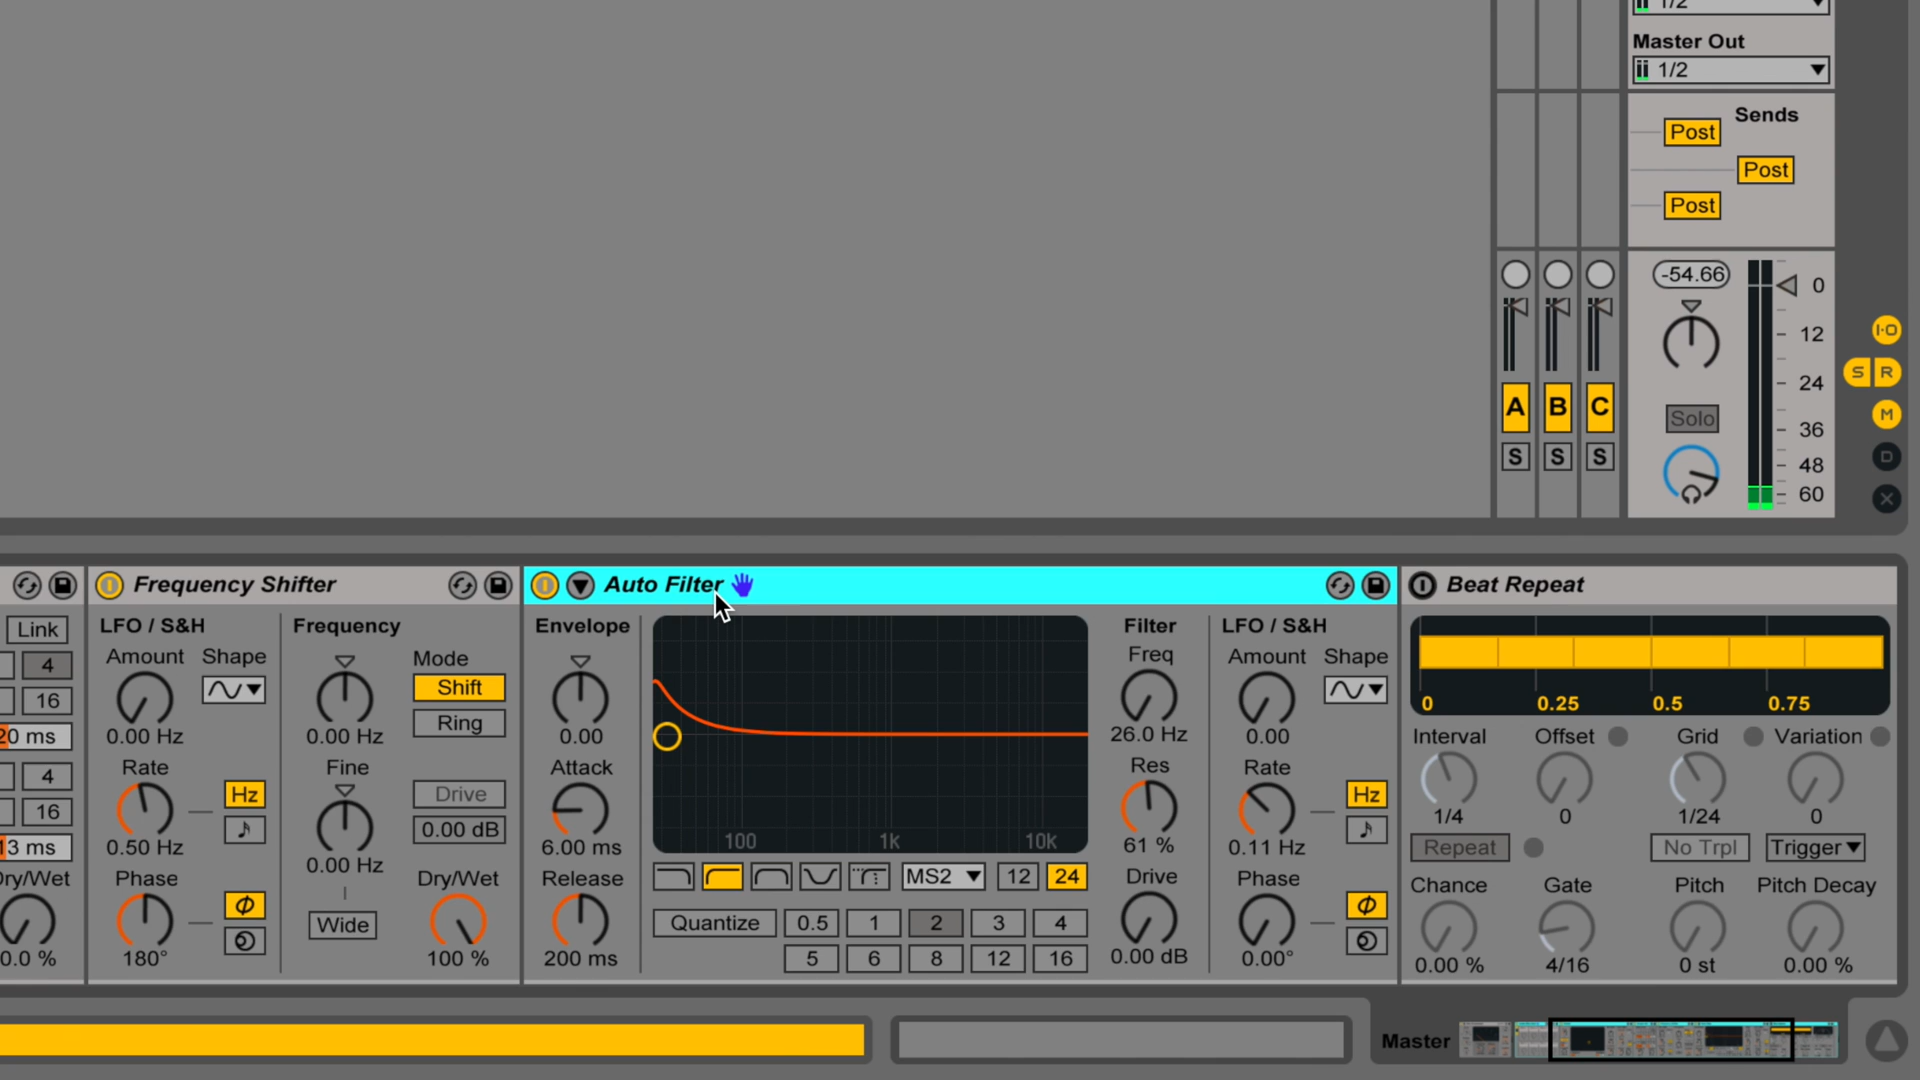 1/2
Master Out
1/2
Sends
Post
Post
Post
-54.66
0
12
24
36
48
60
Solo
A B C
S S S
I-O
S R
M
D
X
Link
4
16
20 ms
4
16
13 ms
Dry/Wet
0.0 %
Frequency Shifter
LFO / S&H
Amount Shape
0.00 Hz
Rate
Hz
0.50 Hz
Phase
180°
Frequency
0.00 Hz
Fine
0.00 Hz
Wide
Mode
Shift
Ring
Drive
0.00 dB
Dry/Wet
100 %
Auto Filter
Envelope
0.00
Attack
6.00 ms
Release
200 ms
100 1k 10k
MS2 12 24
Quantize 0.5 1 2 3 4
5 6 8 12 16
Filter
Freq
26.0 Hz
Res
61 %
Drive
0.00 dB
LFO / S&H
Amount Shape
0.00
Rate
Hz
0.11 Hz
Phase
0.00°
Beat Repeat
0 0.25 0.5 0.75
Interval Offset Grid Variation
1/4 0 1/24 0
Repeat No Trpl Trigger
Chance Gate Pitch Pitch Decay
0.00 % 4/16 0 st 0.00 %
Master